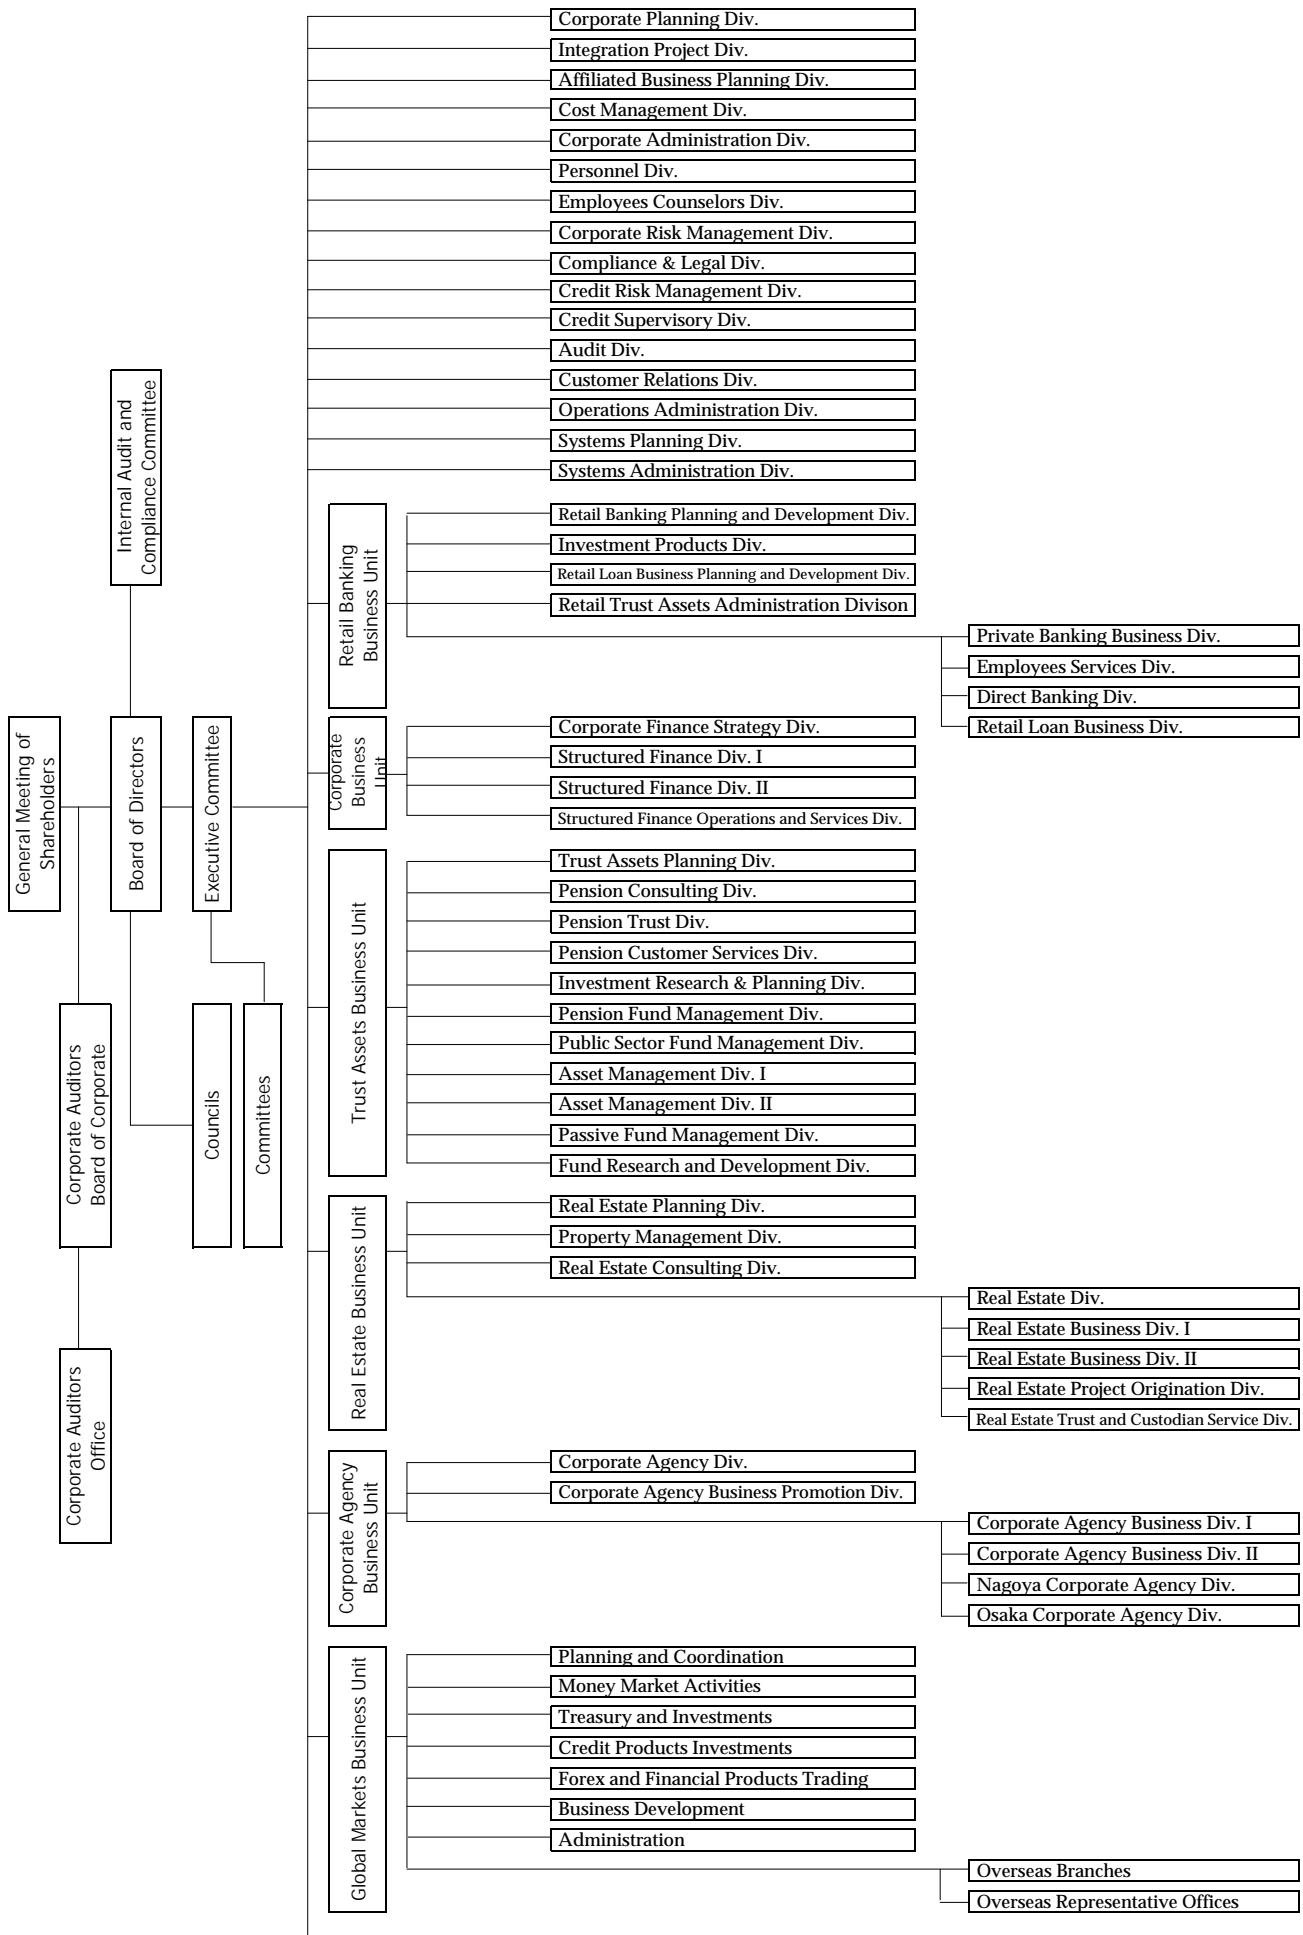 Corporate Planning Div.
Integration Project Div.
Affiliated Business Planning Div.
Cost Management Div.
Corporate Administration Div.
Personnel Div.
Employees Counselors Div.
Corporate Risk Management Div.
Compliance & Legal Div.
Credit Risk Management Div.
Credit Supervisory Div.
Audit Div.
Customer Relations Div.
Operations Administration Div.
Systems Planning Div.
Systems Administration Div.
General Meeting of
Shareholders
Internal Audit and
Compliance Committee
Board of Directors
Executive Committee
Corporate Auditors
Board of Corporate
Councils
Committees
Corporate Auditors
Office
Retail Banking
Business Unit
Retail Banking Planning and Development Div.
Investment Products Div.
Retail Loan Business Planning and Development Div.
Retail Trust Assets Administration Divison
Private Banking Business Div.
Employees Services Div.
Direct Banking Div.
Retail Loan Business Div.
Corporate
Business
Unit
Corporate Finance Strategy Div.
Structured Finance Div. I
Structured Finance Div. II
Structured Finance Operations and Services Div.
Trust Assets Business Unit
Trust Assets Planning Div.
Pension Consulting Div.
Pension Trust Div.
Pension Customer Services Div.
Investment Research & Planning Div.
Pension Fund Management Div.
Public Sector Fund Management Div.
Asset Management Div. I
Asset Management Div. II
Passive Fund Management Div.
Fund Research and Development Div.
Real Estate Business Unit
Real Estate Planning Div.
Property Management Div.
Real Estate Consulting Div.
Real Estate Div.
Real Estate Business Div. I
Real Estate Business Div. II
Real Estate Project Origination Div.
Real Estate Trust and Custodian Service Div.
Corporate Agency
Business Unit
Corporate Agency Div.
Corporate Agency Business Promotion Div.
Corporate Agency Business Div. I
Corporate Agency Business Div. II
Nagoya Corporate Agency Div.
Osaka Corporate Agency Div.
Global Markets Business Unit
Planning and Coordination
Money Market Activities
Treasury and Investments
Credit Products Investments
Forex and Financial Products Trading
Business Development
Administration
Overseas Branches
Overseas Representative Offices